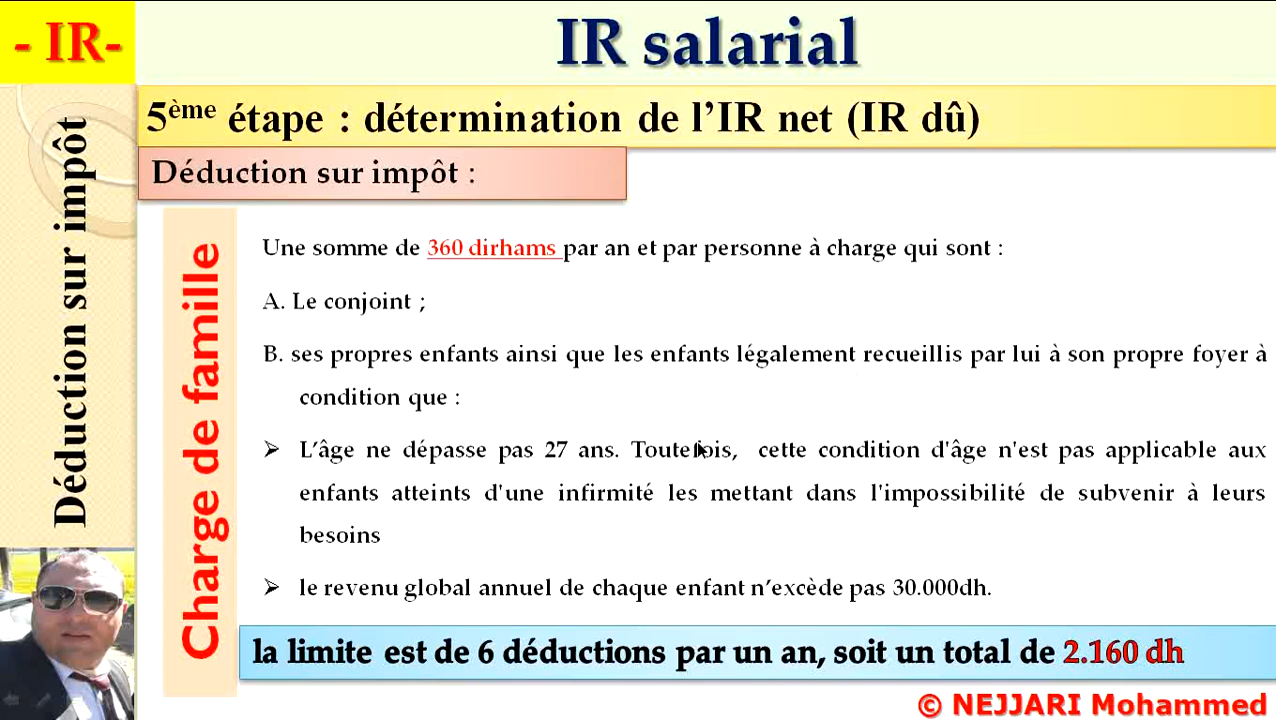 - IR-
IR salarial
5ème étape : détermination de l’IR net (IR dû)
Déduction sur impôt :
Déduction sur impôt
Charge de famille
Une somme de 360 dirhams par an et par personne à charge qui sont :
A. Le conjoint ;
B. ses propres enfants ainsi que les enfants légalement recueillis par lui à son propre foyer à
condition que :
➢ L’âge ne dépasse pas 27 ans. Toutefois, cette condition d'âge n'est pas applicable aux
enfants atteints d'une infirmité les mettant dans l'impossibilité de subvenir à leurs
besoins
➢ le revenu global annuel de chaque enfant n’excède pas 30.000dh.
la limite est de 6 déductions par un an, soit un total de 2.160 dh
© NEJJARI Mohammed